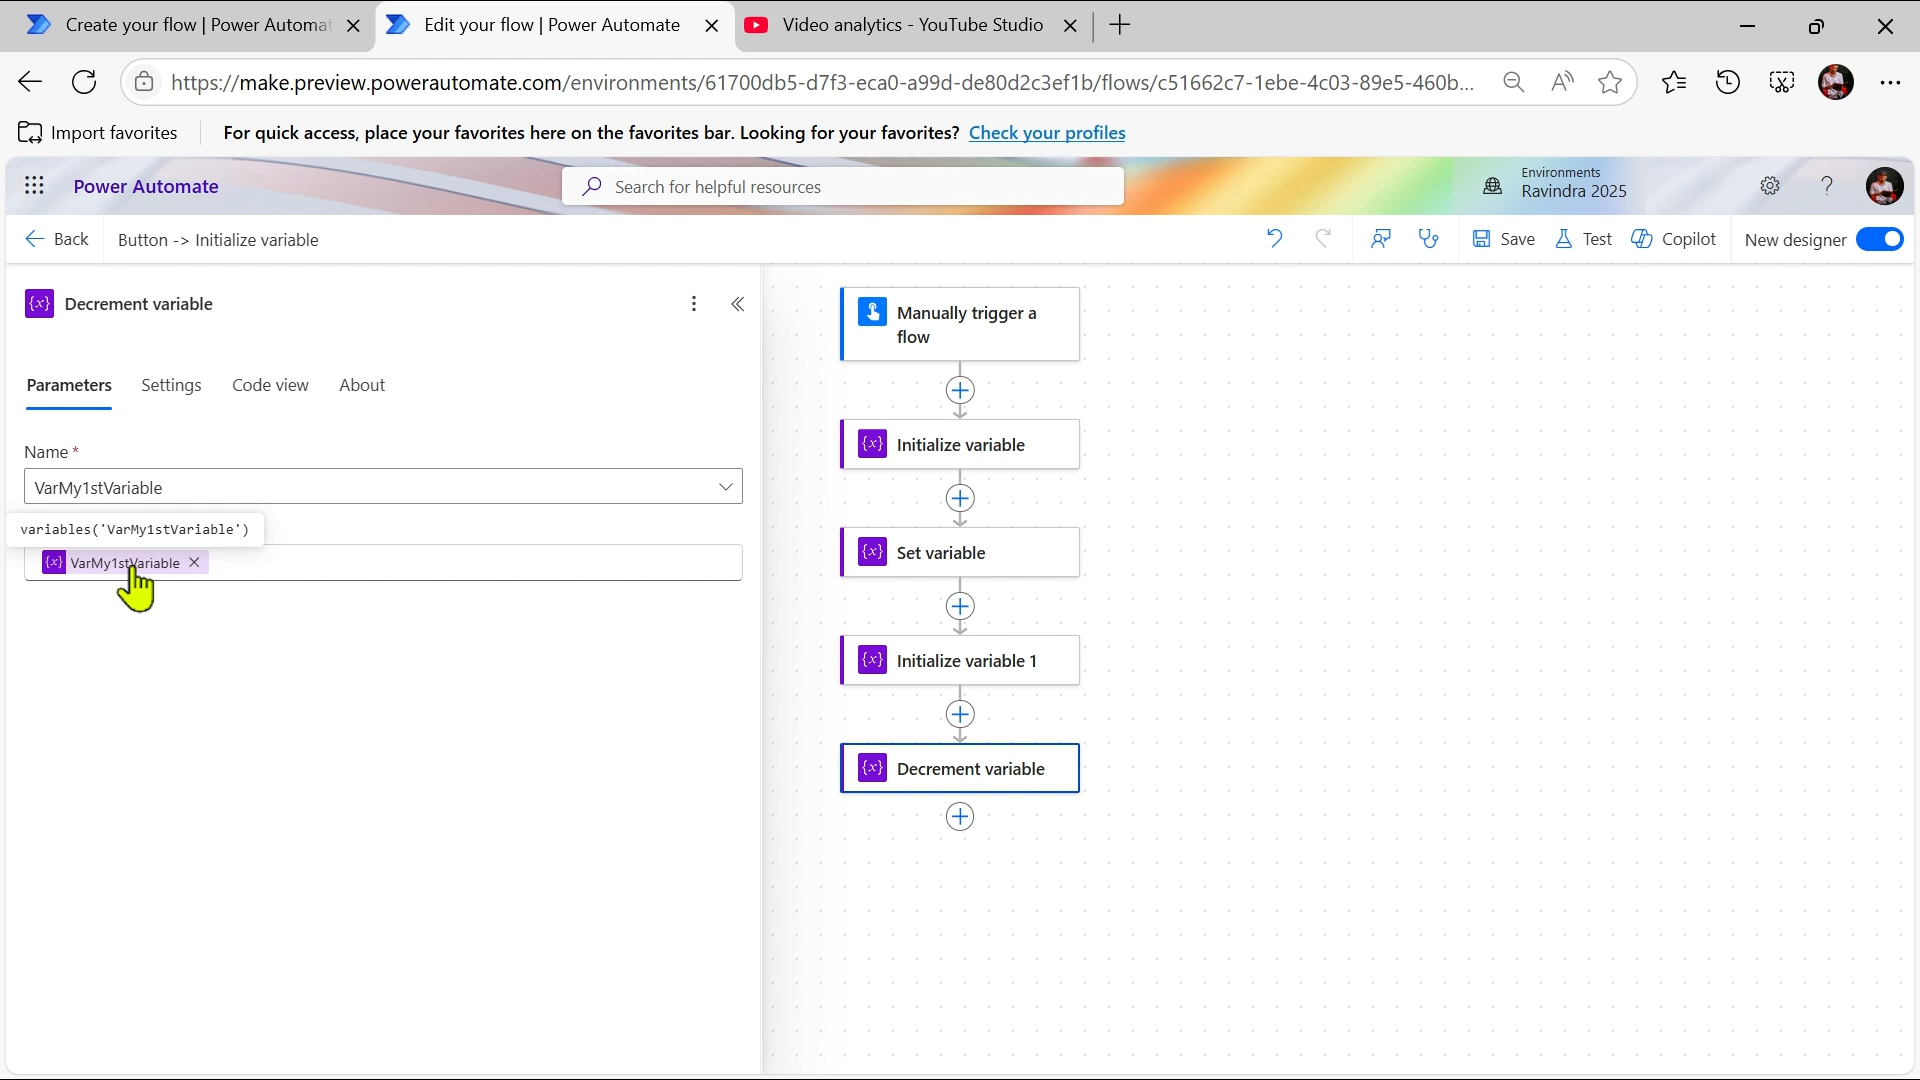 Create your flow | Power Automat
Edit your flow | Power Automate
Video analytics - YouTube Studio
https://make.preview.powerautomate.com/environments/61700db5-d7f3-eca0-a99d-de80d2c3ef1b/flows/c51662c7-1ebe-4c03-89e5-460b...
Import favorites
For quick access, place your favorites here on the favorites bar. Looking for your favorites? Check your profiles
Power Automate
Search for helpful resources
Environments
Ravindra 2025
Back
Button -> Initialize variable
Save
Test
Copilot
New designer
{x} Decrement variable
Parameters
Settings
Code view
About
Name *
VarMy1stVariable
variables('VarMy1stVariable')
{x} VarMy1stVariable
Manually trigger a
flow
{x} Initialize variable
{x} Set variable
{x} Initialize variable 1
{x} Decrement variable